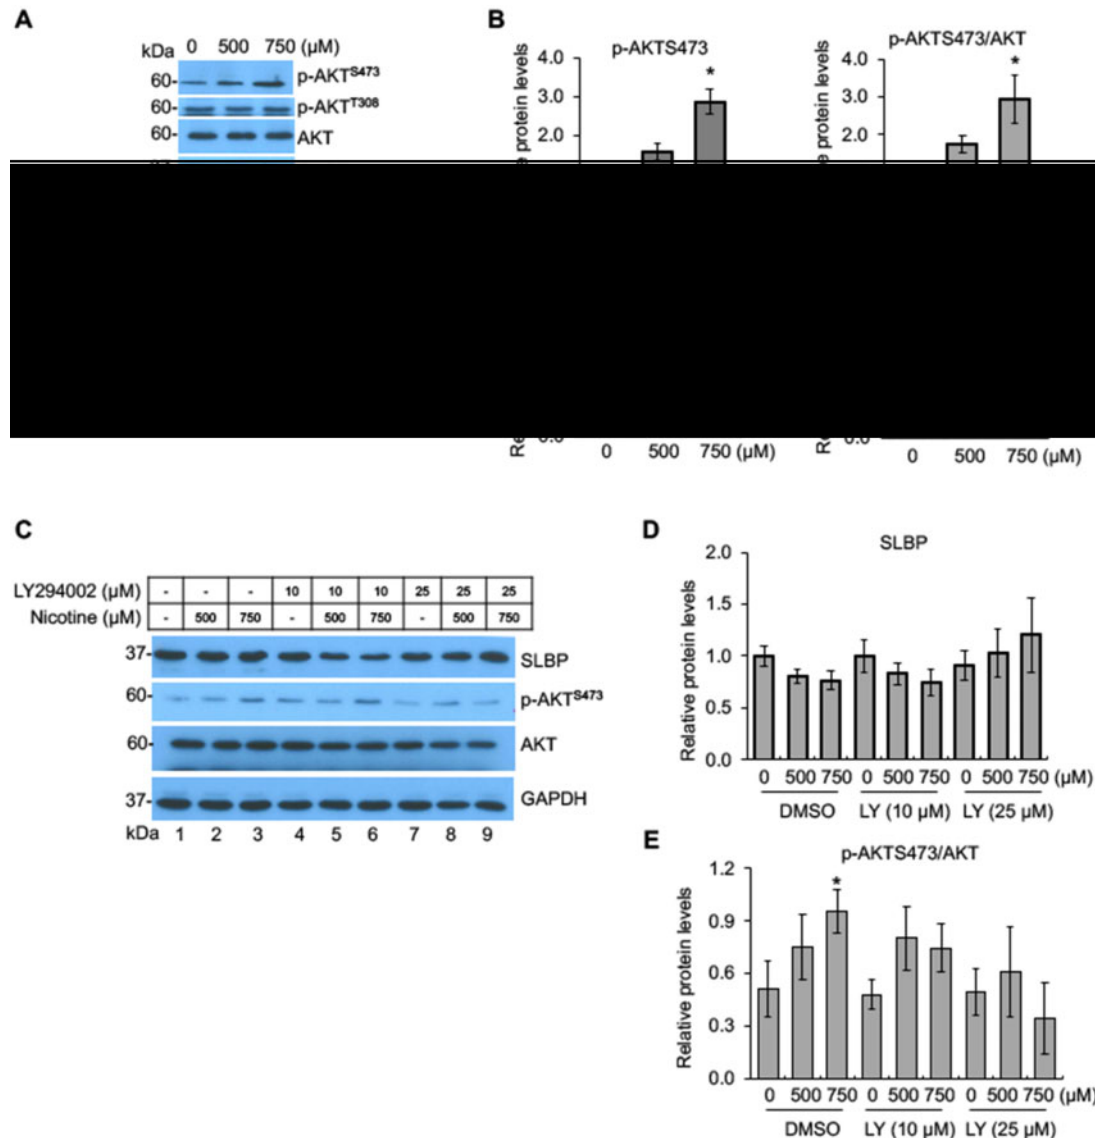 A
kDa 0 500 750 (µM)
60- p-AKTS473
60- p-AKTT308
60- AKT
B
p-AKTS473
4.0
3.0
2.0
*
p-AKTS473/AKT
4.0
3.0
2.0
*
protein levels
protein levels
0 500 750 (µM)
0 500 750 (µM)
C
LY294002 (µM) - - - 10 10 10 25 25 25
Nicotine (µM) - 500 750 - 500 750 - 500 750
37- SLBP
60- p-AKTS473
60- AKT
37- GAPDH
kDa 1 2 3 4 5 6 7 8 9
D
SLBP
Relative protein levels
2.0
1.5
1.0
0.5
0.0
0 500 750 0 500 750 0 500 750 (µM)
DMSO LY (10 µM) LY (25 µM)
E
p-AKTS473/AKT
Relative protein levels
1.2
0.9
0.6
0.3
0.0
*
0 500 750 0 500 750 0 500 750 (µM)
DMSO LY (10 µM) LY (25 µM)